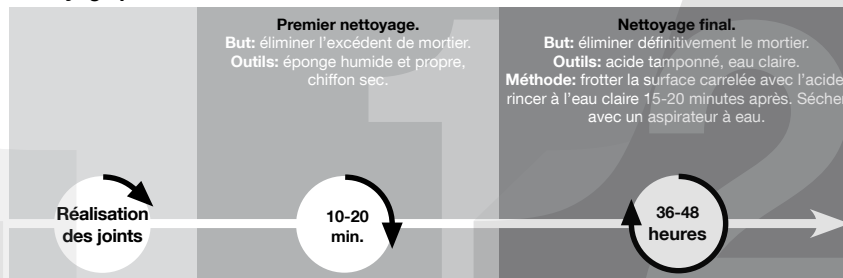 Premier nettoyage.
But: éliminer l'excédent de mortier.
Outils: éponge humide et propre,
chiffon sec.
Nettoyage final.
But: éliminer définitivement le mortier.
Outils: acide tamponné, eau claire.
Méthode: frotter la surface carrelée avec l'acide
rincer à l'eau claire 15-20 minutes après. Sécher
avec un aspirateur à eau.
Réalisation
des joints
10-20
min.
36-48
heures
1
2